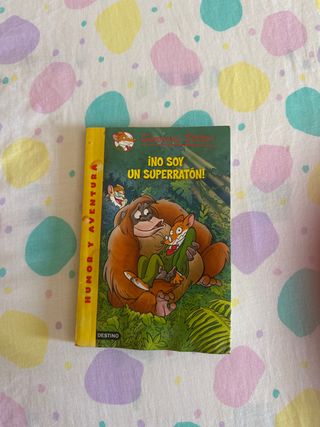 Geronimo Stilton
¡NO SOY
UN SUPERRATÓN!
HUMOR Y AVENTURA
DESTINO